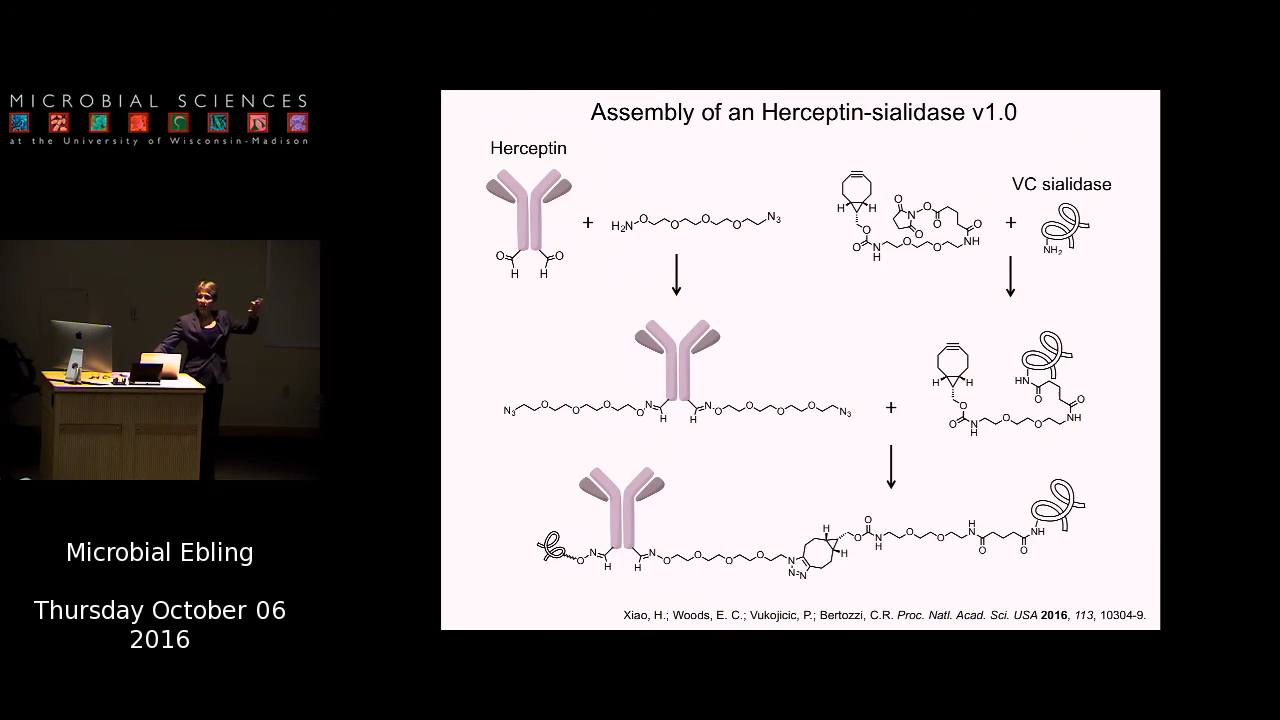 MICROBIAL SCIENCES
at the University of Wisconsin-Madison
Microbial Ebling
Thursday October 06
2016
Assembly of an Herceptin-sialidase v1.0
Herceptin
VC sialidase
+
H₂N O O O O N₃
H H O O N H O O N H O O N O O O
+
NH₂
O H H O
N₃ O O O O N H H N O O O O N₃
+
H H O O N H O O NH O O HN
O N H H N O O O O N N N H H O O N H O O H N O O NH
Xiao, H.; Woods, E. C.; Vukojicic, P.; Bertozzi, C.R. Proc. Natl. Acad. Sci. USA 2016, 113, 10304-9.